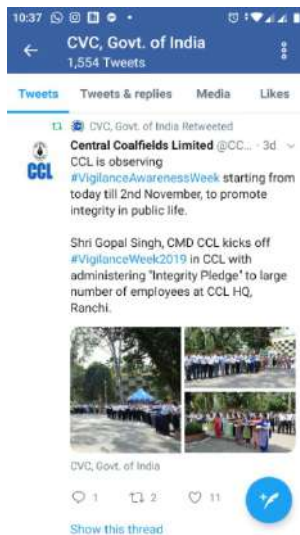 10:37
CVC, Govt. of India
1,554 Tweets
Tweets
Tweets & replies
Media
Likes
CVC, Govt. of India Retweeted
Central Coalfields Limited @CC... · 3d
CCL
CCL is observing
#VigilanceAwarenessWeek starting from
today till 2nd November, to promote
integrity in public life.
Shri Gopal Singh, CMD CCL kicks off
#VigilanceWeek2019 in CCL with
administering "Integrity Pledge" to large
number of employees at CCL HQ,
Ranchi.
CVC, Govt. of India
1
2
11
Show this thread